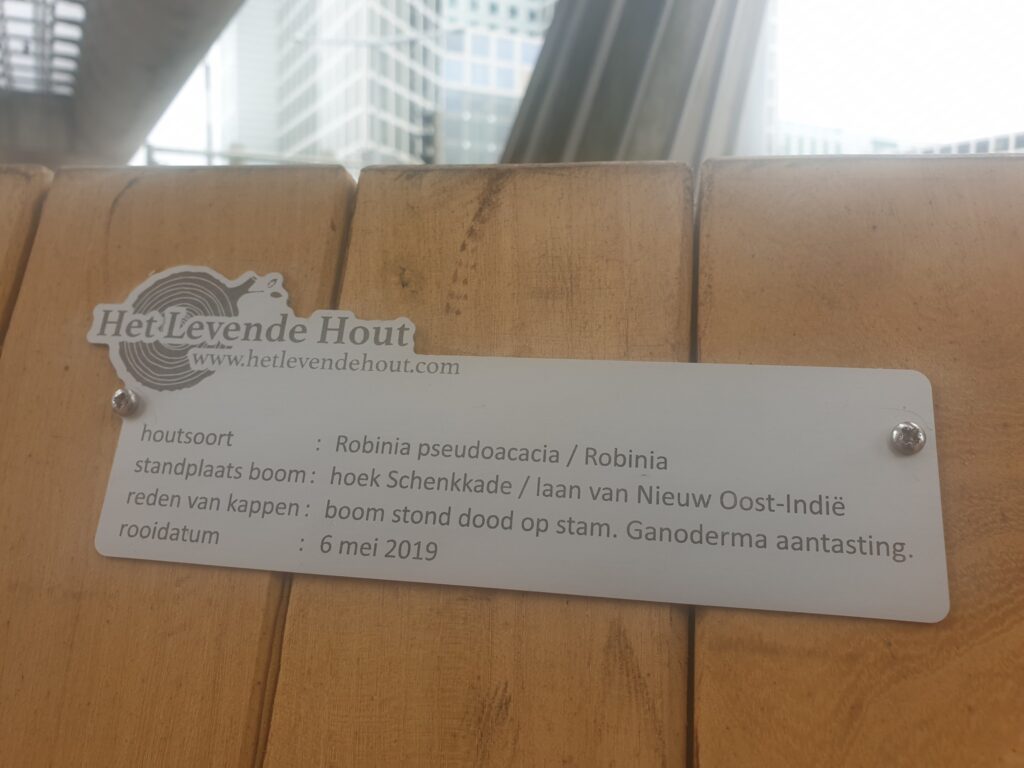 Het Levende Hout
www.hetlevendehout.com
houtsoort : Robinia pseudoacacia / Robinia
standplaats boom : hoek Schenkkade / laan van Nieuw Oost-Indië
reden van kappen : boom stond dood op stam. Ganoderma aantasting.
rooidatum : 6 mei 2019